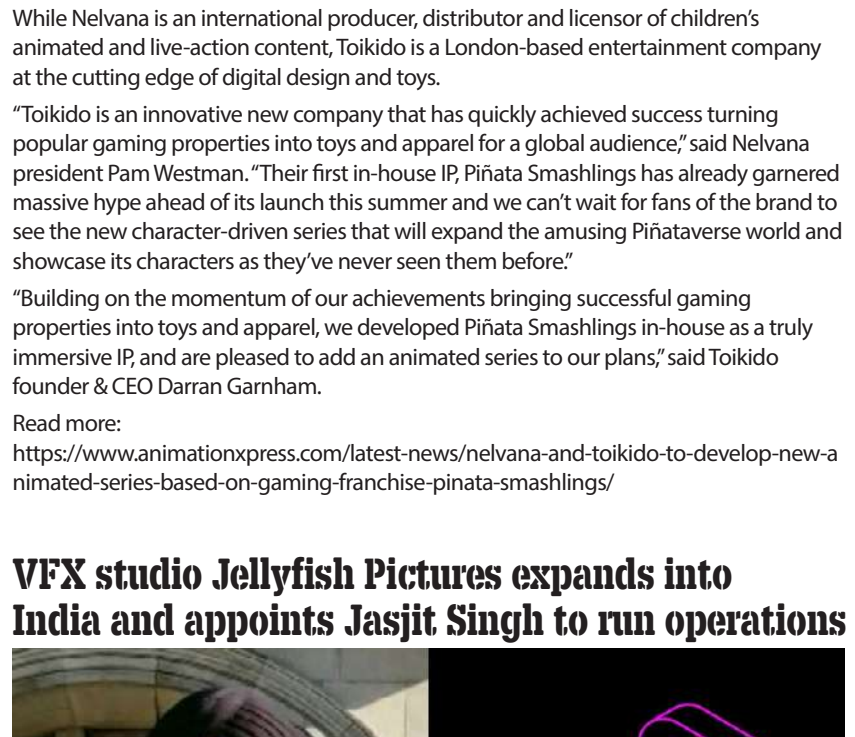 While Nelvana is an international producer, distributor and licensor of children’s
animated and live-action content, Toikido is a London-based entertainment company
at the cutting edge of digital design and toys.
“Toikido is an innovative new company that has quickly achieved success turning
popular gaming properties into toys and apparel for a global audience,” said Nelvana
president Pam Westman. “Their first in-house IP, Piñata Smashlings has already garnered
massive hype ahead of its launch this summer and we can’t wait for fans of the brand to
see the new character-driven series that will expand the amusing Piñataverse world and
showcase its characters as they’ve never seen them before.”
“Building on the momentum of our achievements bringing successful gaming
properties into toys and apparel, we developed Piñata Smashlings in-house as a truly
immersive IP, and are pleased to add an animated series to our plans,” said Toikido
founder & CEO Darran Garnham.
Read more:
https://www.animationxpress.com/latest-news/nelvana-and-toikido-to-develop-new-a
nimated-series-based-on-gaming-franchise-pinata-smashlings/
VFX studio Jellyfish Pictures expands into
India and appoints Jasjit Singh to run operations